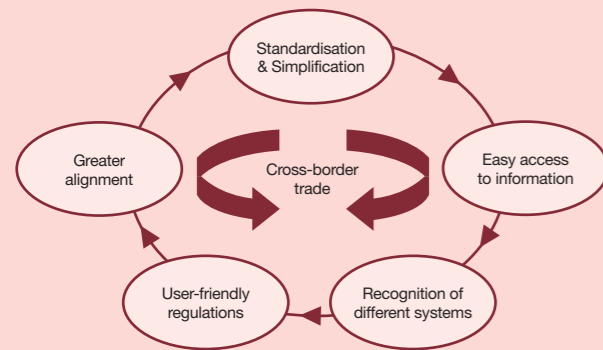 Standardisation
& Simplification
Greater
alignment
Cross-border
trade
Easy access
to information
User-friendly
regulations
Recognition of
different systems